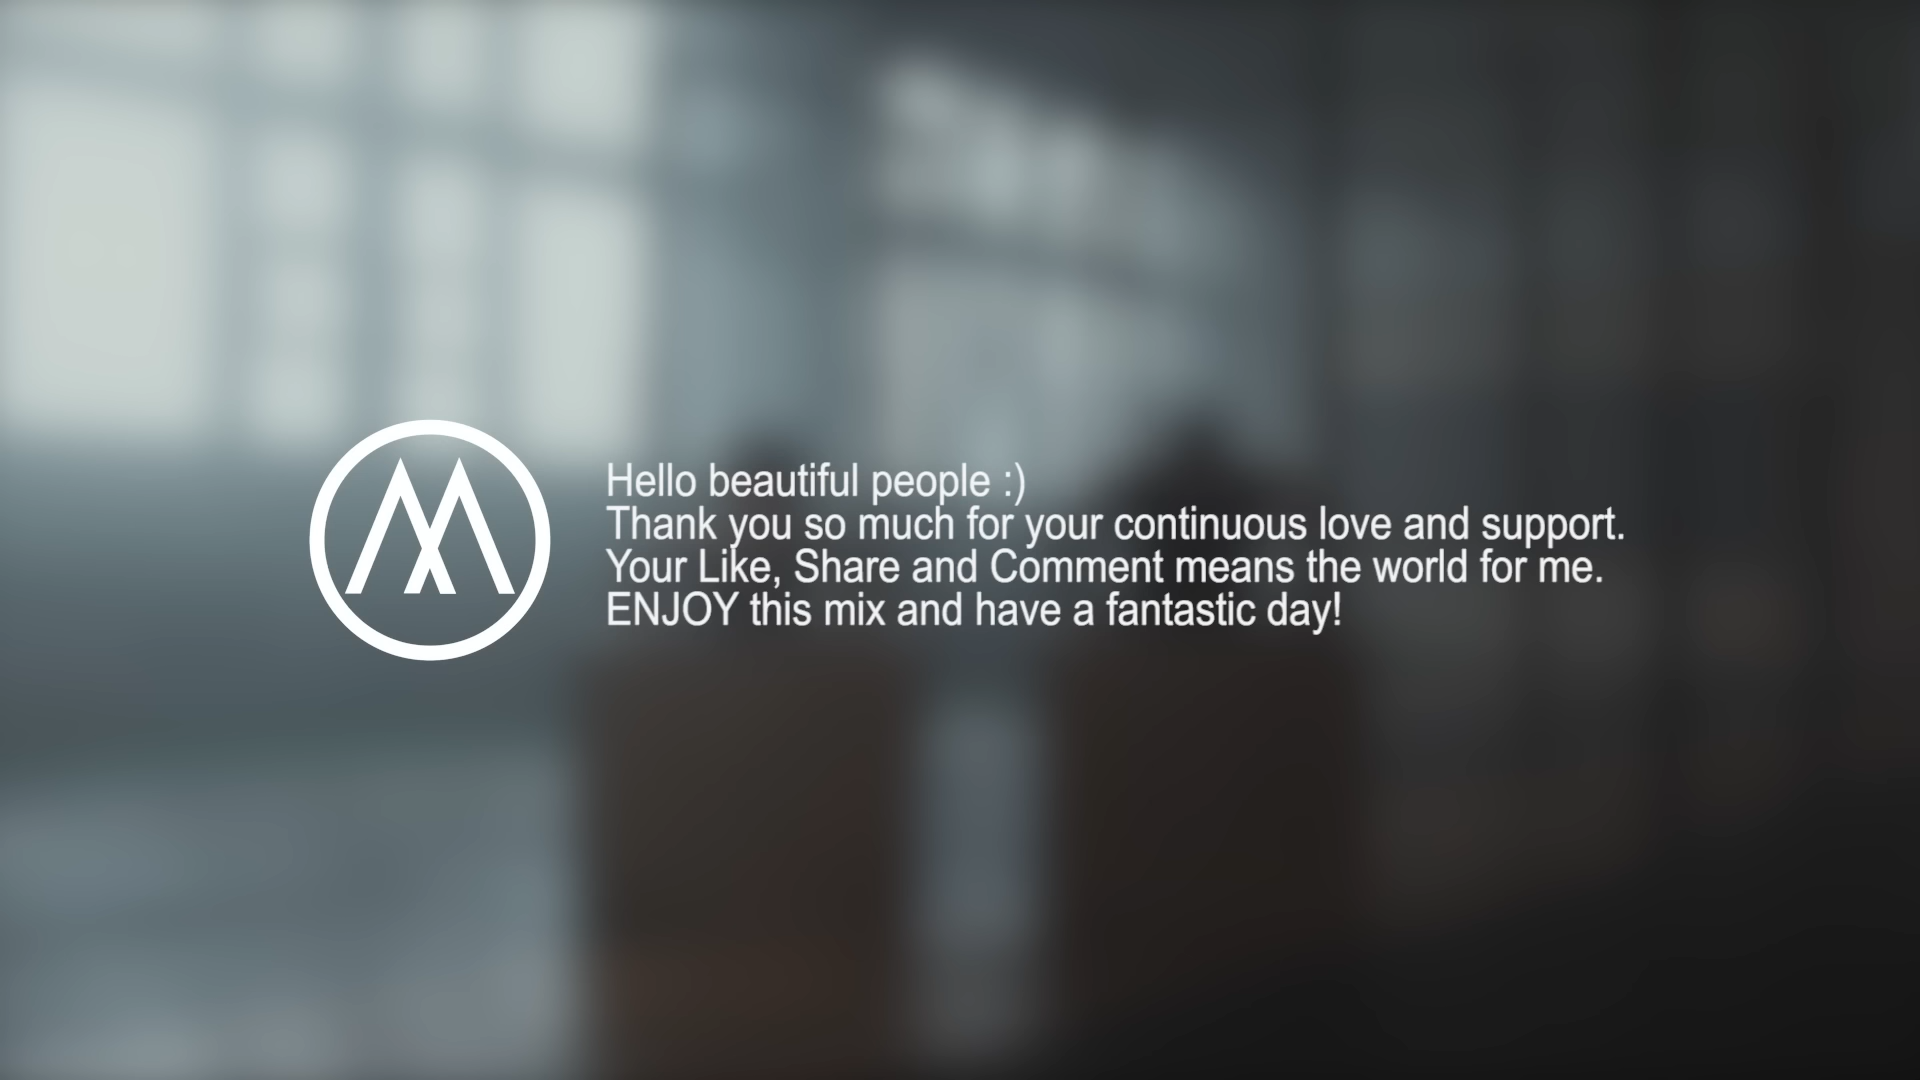 Hello beautiful people :)
Thank you so much for your continuous love and support.
Your Like, Share and Comment means the world for me.
ENJOY this mix and have a fantastic day!